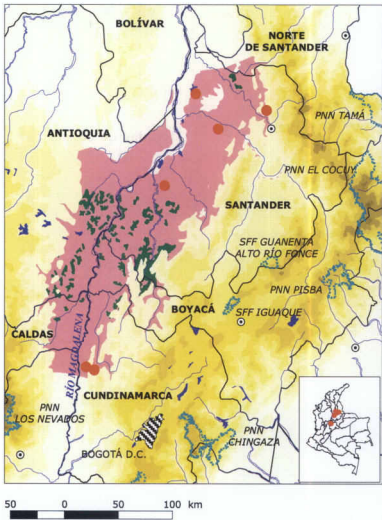 BOLÍVAR
NORTE
DE SANTANDER
PNN TAMÁ
ANTIOQUIA
PNN EL COCUY
SANTANDER
SFF GUANENTÁ
ALTO RÍO FONCE
PNN PISBA
BOYACÁ
SFF IGUAQUE
CALDAS
RÍO MAGDALENA
CUNDINAMARCA
PNN
LOS NEVADOS
BOGOTÁ D.C.
PNN
CHINGAZA
50 0 50 100 km